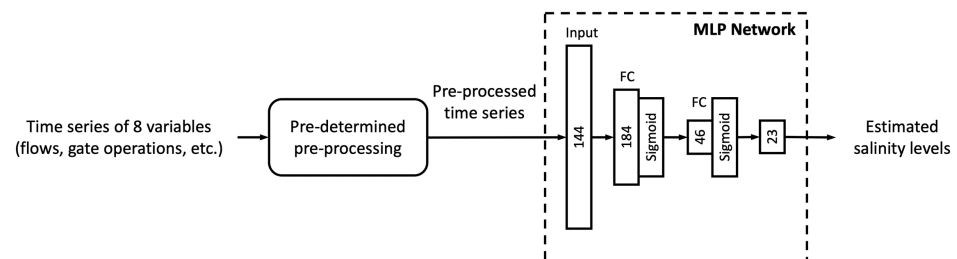 MLP Network
Input
FC
FC
Pre-processed
time series
Time series of 8 variables
(flows, gate operations, etc.)
Pre-determined
pre-processing
144
184
Sigmoid
46
Sigmoid
23
Estimated
salinity levels